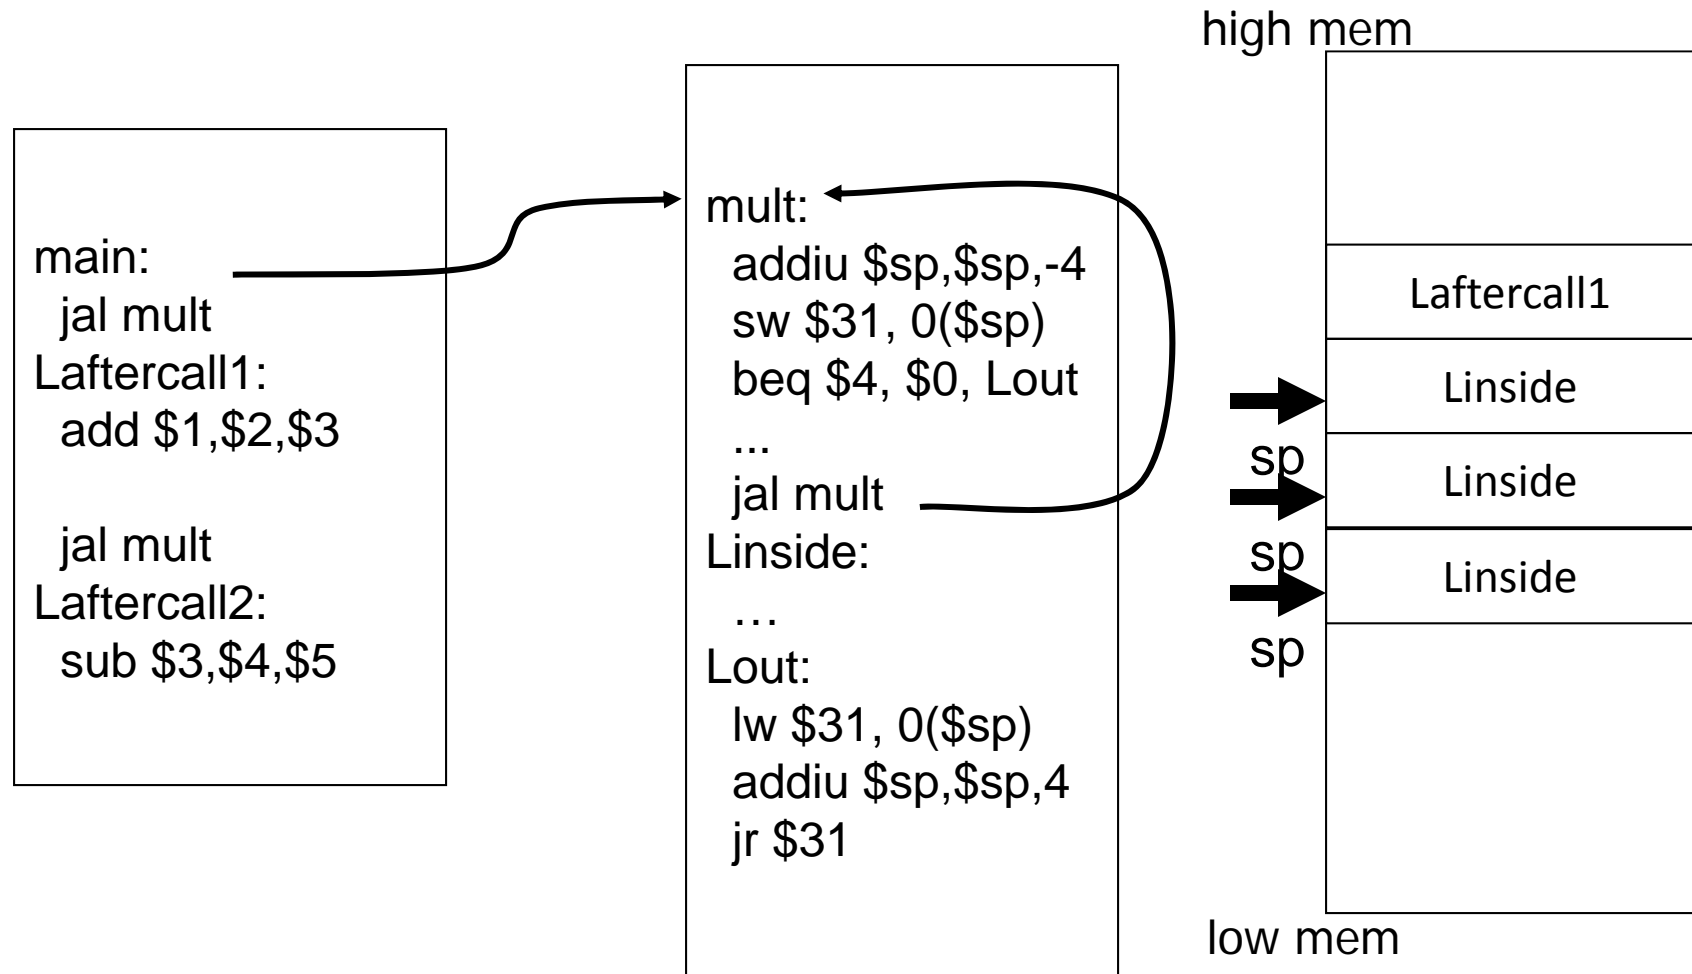 main:
jal mult
Laftercall1:
add $1,$2,$3
jal mult
Laftercall2:
sub $3,$4,$5
mult:
addiu $sp,$sp,-4
sw $31, 0($sp)
beq $4, $0, Lout
...
jal mult
Linside:
…
Lout:
lw $31, 0($sp)
addiu $sp,$sp,4
jr $31
high mem
Laftercall1
Linside
sp
Linside
sp
Linside
sp
low mem